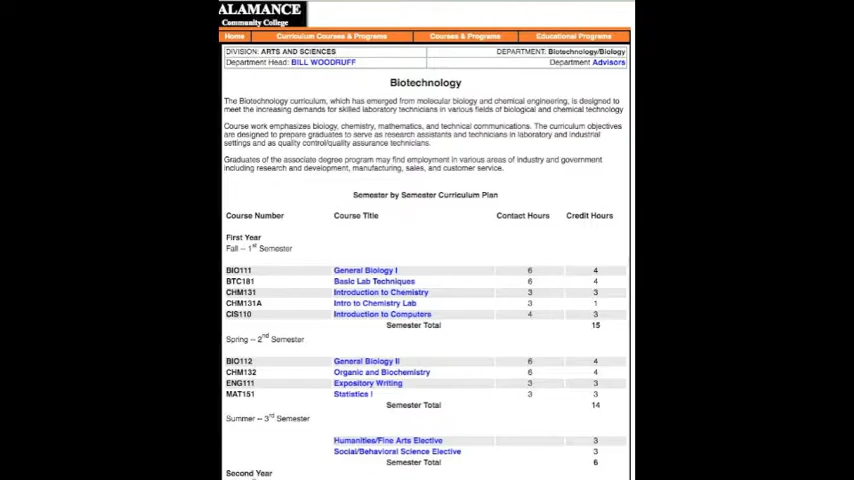 ALAMANCE
Community College
Home Curriculum Courses & Programs Courses & Programs Educational Programs
DIVISION: ARTS AND SCIENCES DEPARTMENT: Biotechnology/Biology
Department Head: BILL WOODRUFF Department Advisors
Biotechnology
The Biotechnology curriculum, which has emerged from molecular biology and chemical engineering, is designed to
meet the increasing demands for skilled laboratory technicians in various fields of biological and chemical technology
Course work emphasizes biology, chemistry, mathematics, and technical communications. The curriculum objectives
are designed to prepare graduates to serve as research assistants and technicians in laboratory and industrial
settings and as quality control/quality assurance technicians.
Graduates of the associate degree program may find employment in various areas of industry and government
including research and development, manufacturing, sales, and customer service.
Semester by Semester Curriculum Plan
Course Number Course Title Contact Hours Credit Hours
First Year
Fall -- 1st Semester
BIO111 General Biology I 6 4
BTC181 Basic Lab Techniques 6 4
CHM131 Introduction to Chemistry 3 3
CHM131A Intro to Chemistry Lab 3 1
CIS110 Introduction to Computers 4 3
Semester Total 15
Spring -- 2nd Semester
BIO112 General Biology II 6 4
CHM132 Organic and Biochemistry 6 4
ENG111 Expository Writing 3 3
MAT151 Statistics I 3 3
Semester Total 14
Summer -- 3rd Semester
Humanities/Fine Arts Elective 3
Social/Behavioral Science Elective 3
Semester Total 6
Second Year